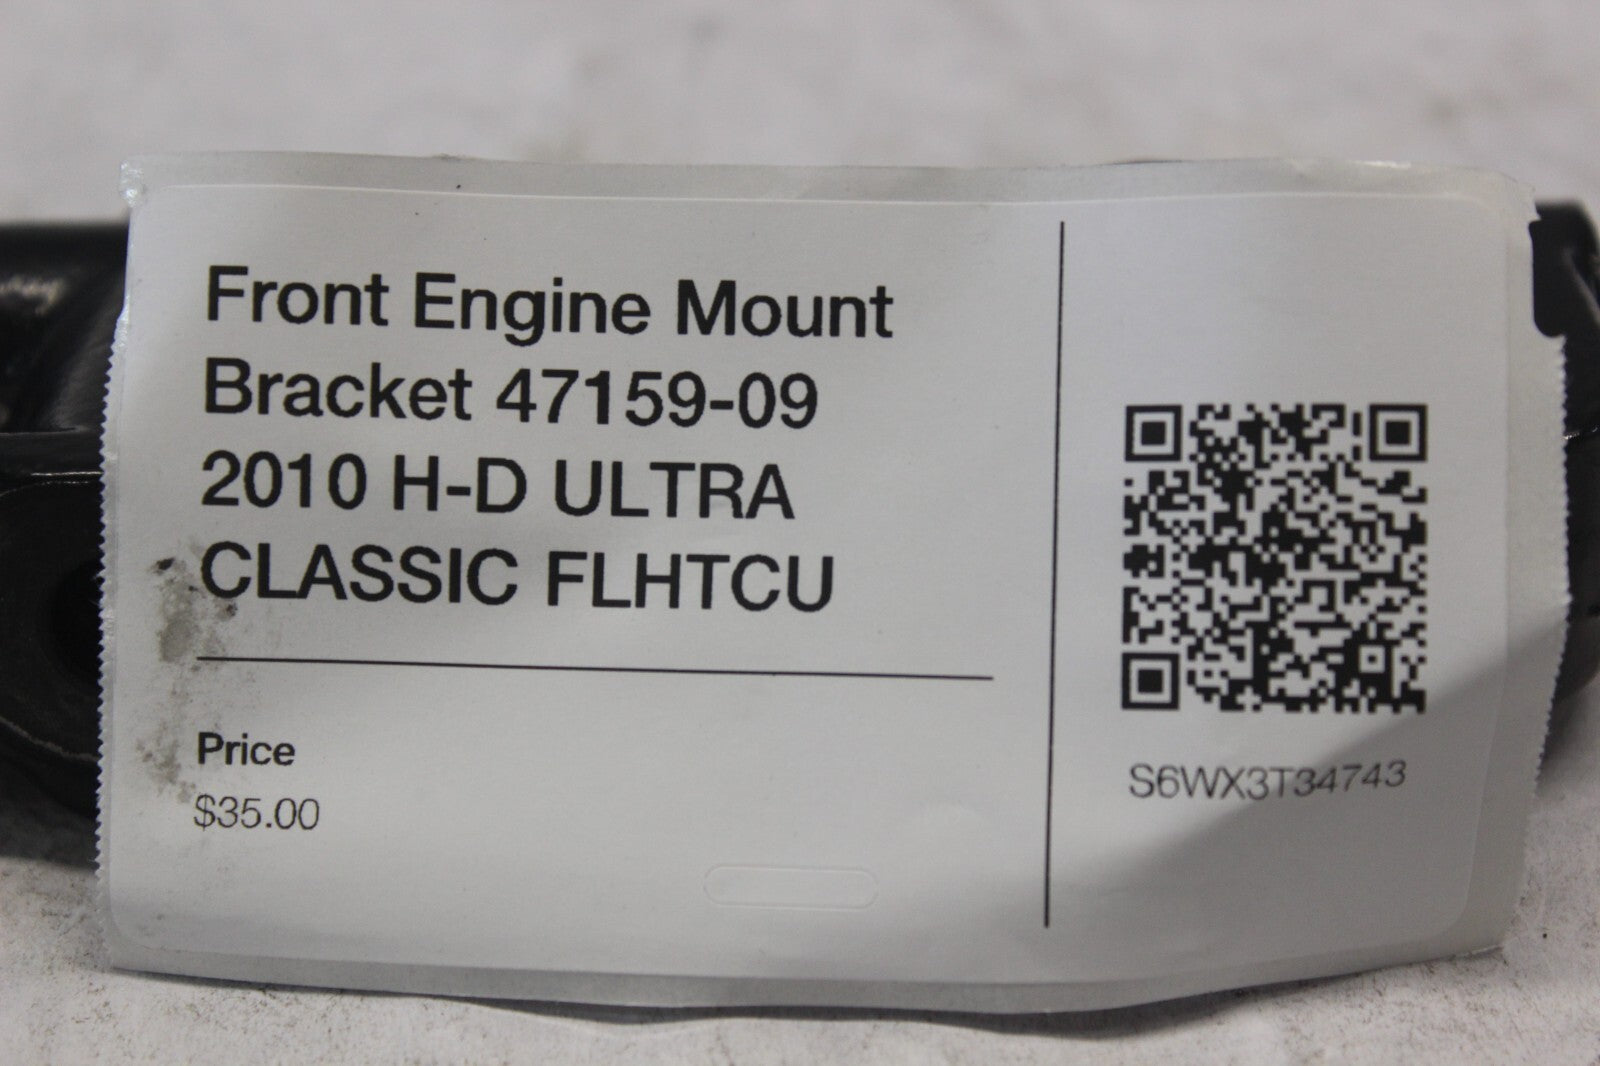 Front Engine Mount
Bracket 47159-09
2010 H-D ULTRA
CLASSIC FLHTCU
Price
$35.00
S6WX3T34743